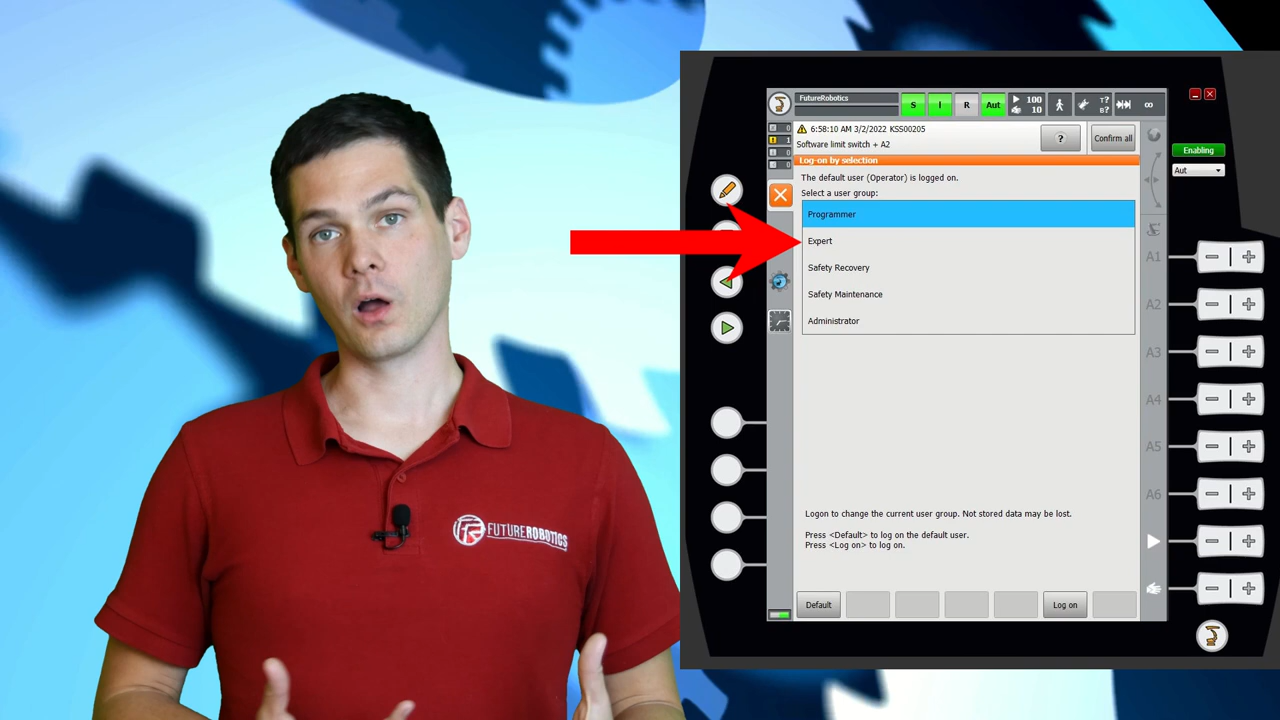 FUTUREROBOTICS
FutureRobotics
S
I
R
Aut
100
10
T?
B?
∞
0
1
0
0
6:58:10 AM 3/2/2022 KSS00205
Software limit switch + A2
?
Confirm all
Log-on by selection
The default user (Operator) is logged on.
Select a user group:
Programmer
Expert
Safety Recovery
Safety Maintenance
Administrator
Logon to change the current user group. Not stored data may be lost.
Press <Default> to log on the default user.
Press <Log on> to log on.
Default
Log on
Enabling
Aut
A1
A2
A3
A4
A5
A6